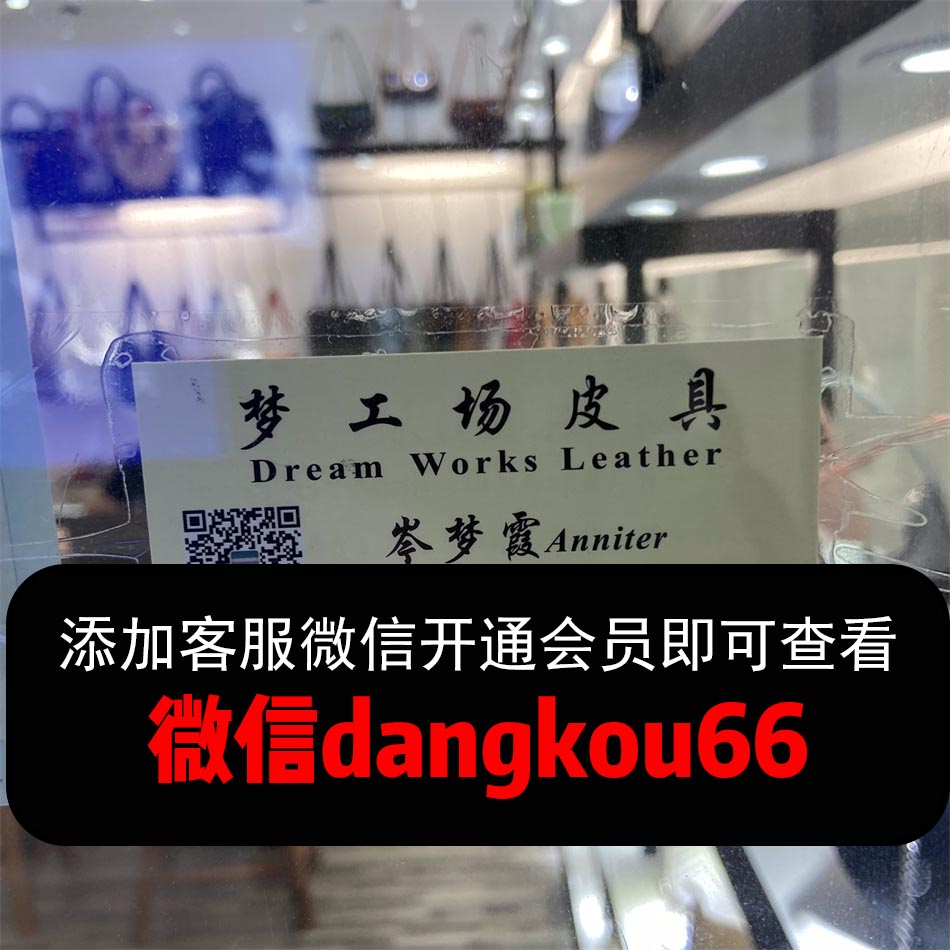 梦工场皮具
Dream Works Leather
岑梦霞Anniter
添加客服微信开通会员即可查看
微信dangkou66